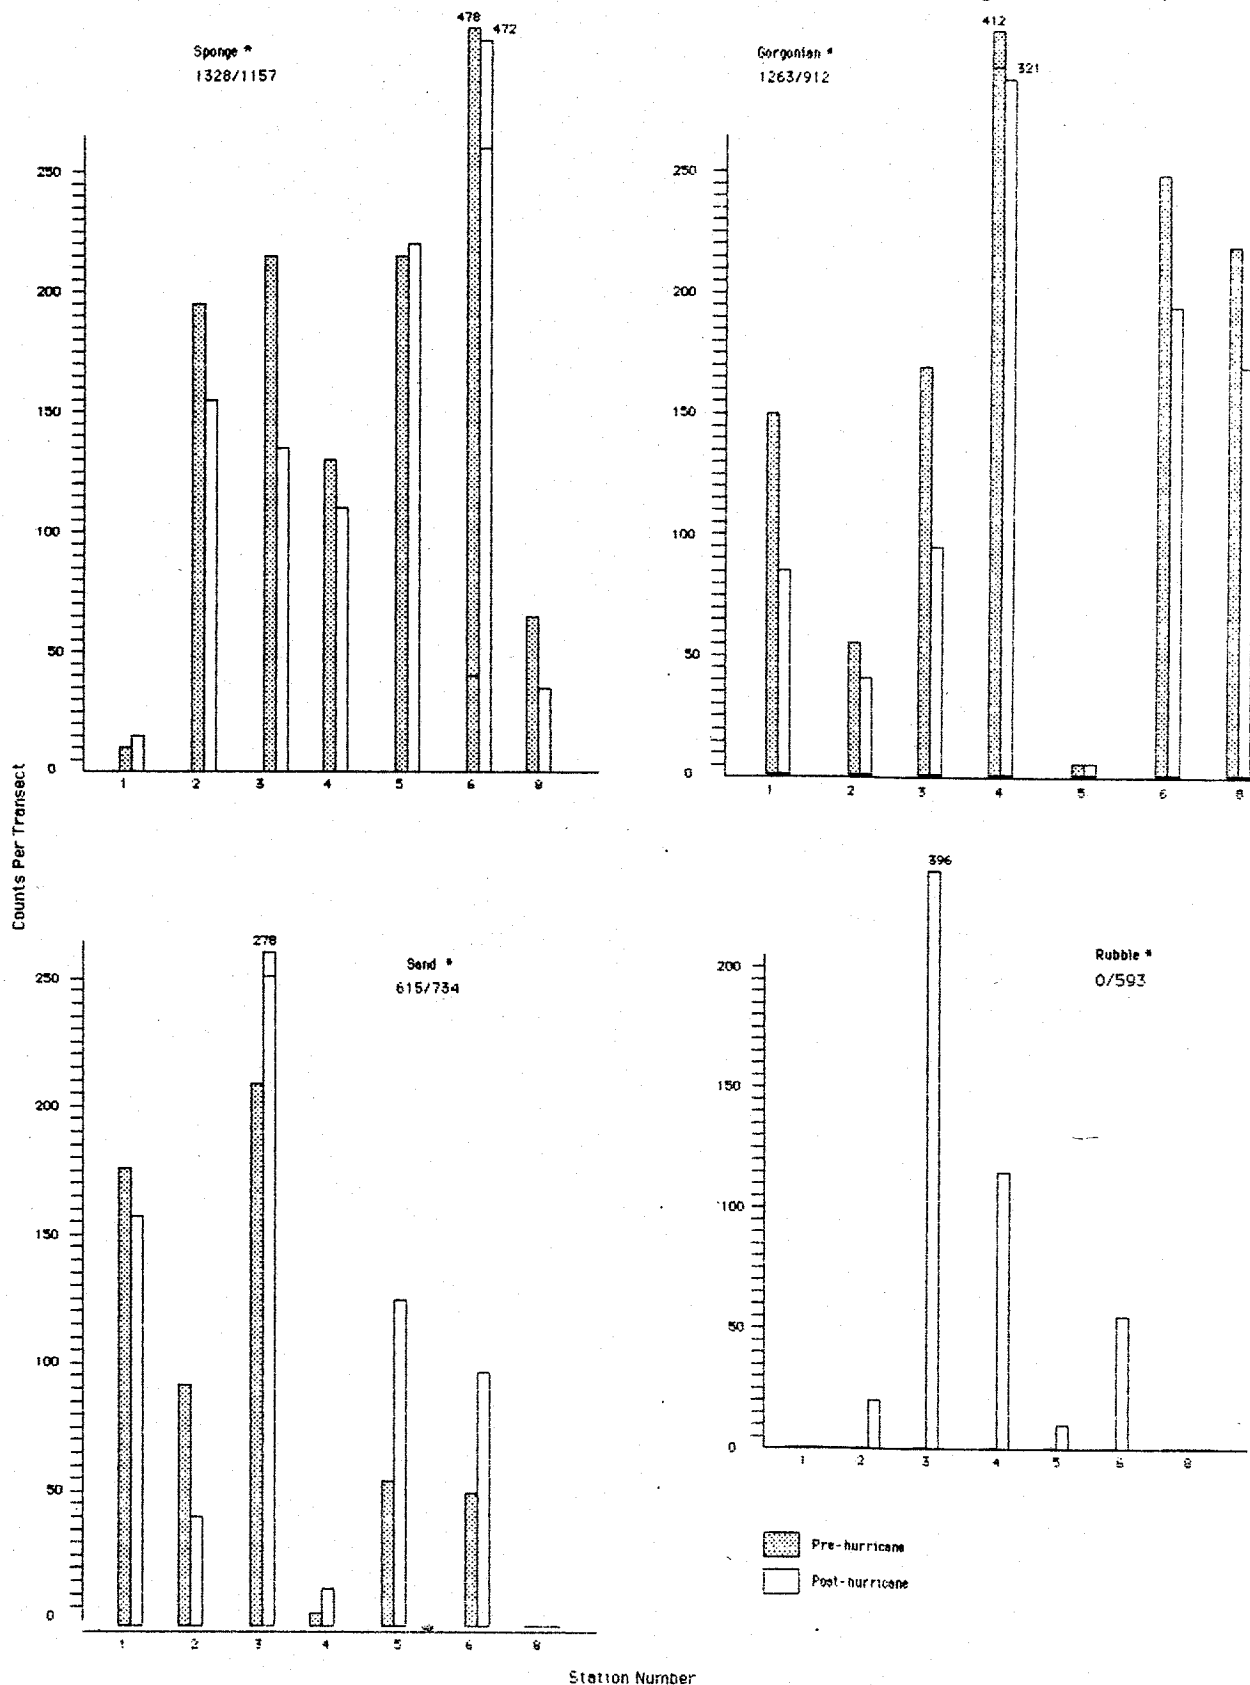 Sponge *
1328/1157
478
472
250
200
150
100
50
0
1 2 3 4 5 6 8
Gorgonian *
1263/912
412
321
250
200
150
100
50
0
1 2 3 4 5 6 8
Counts Per Transect
Sand *
615/734
278
250
200
150
100
50
0
1 2 3 4 5 6 8
Rubble *
0/593
396
200
150
100
50
0
1 2 3 4 5 6 8
Pre-hurricane
Post-hurricane
Station Number